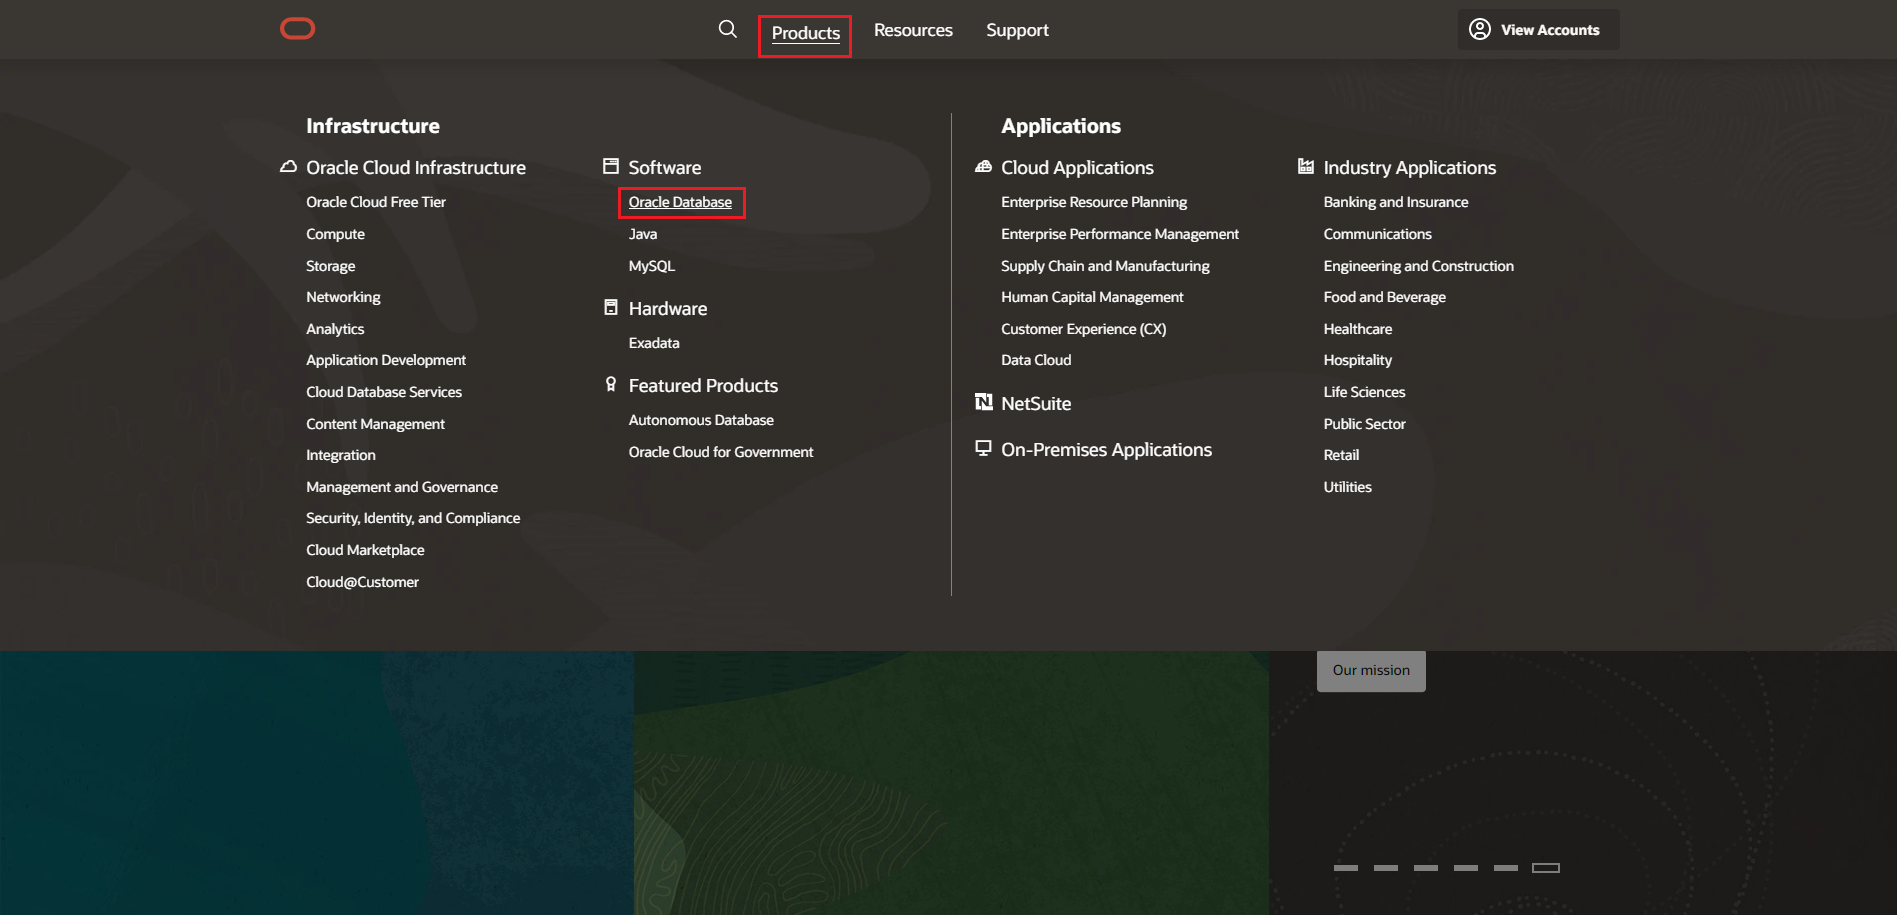 Products
Resources
Support
View Accounts
Infrastructure
Oracle Cloud Infrastructure
Oracle Cloud Free Tier
Compute
Storage
Networking
Analytics
Application Development
Cloud Database Services
Content Management
Integration
Management and Governance
Security, Identity, and Compliance
Cloud Marketplace
Cloud@Customer
Software
Oracle Database
Java
MySQL
Hardware
Exadata
Featured Products
Autonomous Database
Oracle Cloud for Government
Applications
Cloud Applications
Enterprise Resource Planning
Enterprise Performance Management
Supply Chain and Manufacturing
Human Capital Management
Customer Experience (CX)
Data Cloud
NetSuite
On-Premises Applications
Industry Applications
Banking and Insurance
Communications
Engineering and Construction
Food and Beverage
Healthcare
Hospitality
Life Sciences
Public Sector
Retail
Utilities
Our mission